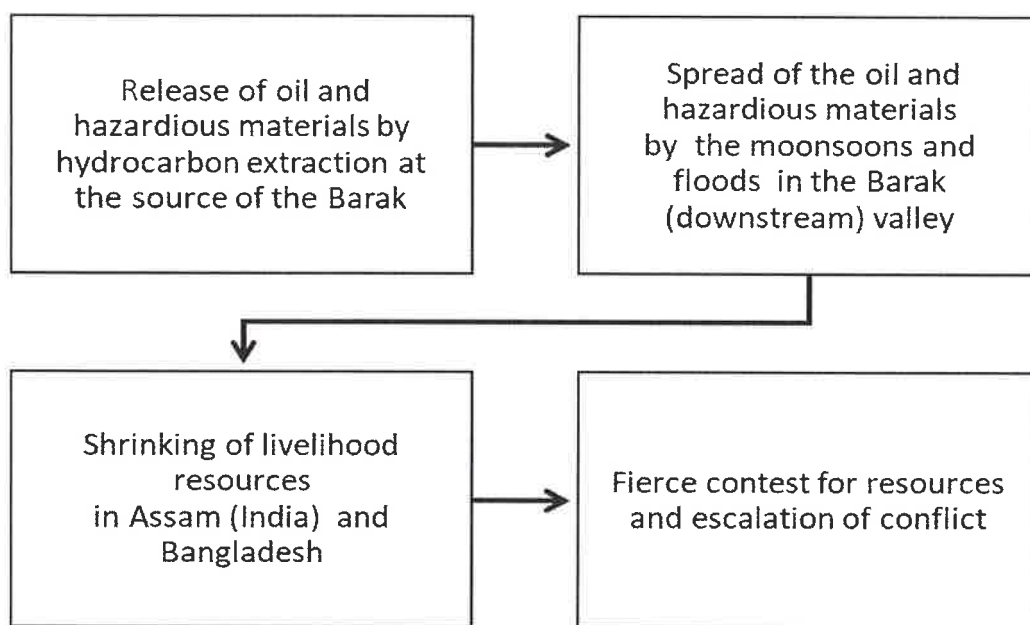 Release of oil and
hazardious materials by
hydrocarbon extraction at
the source of the Barak
Spread of the oil and
hazardious materials
by the moonsoons and
floods in the Barak
(downstream) valley
Shrinking of livelihood
resources
in Assam (India) and
Bangladesh
Fierce contest for resources
and escalation of conflict